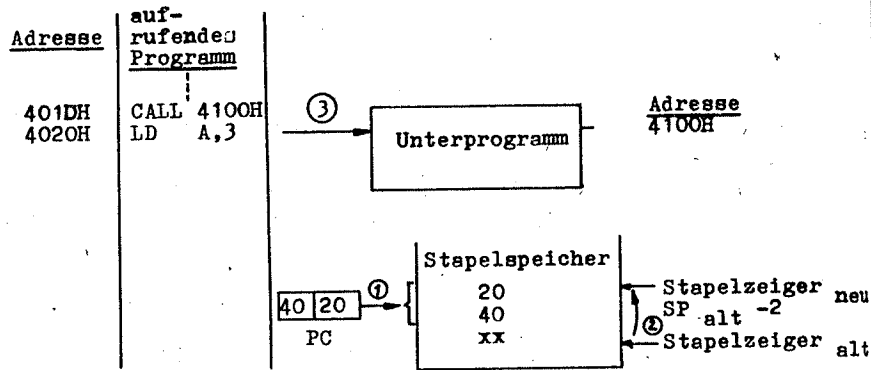 Adresse
auf-
rufendes
Programm
401DH CALL 4100H
4020H LD A,3
③
Unterprogramm
Adresse
4100H
Stapelspeicher
40 20
PC
①
20
40
xx
②
Stapelzeiger neu
SP alt -2
Stapelzeiger alt